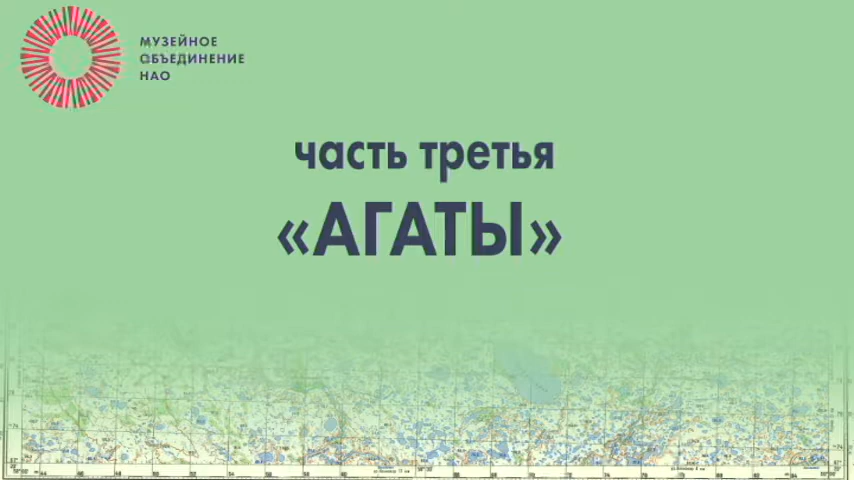 МУЗЕЙНОЕ
ОБЪЕДИНЕНИЕ
НАО
часть третья
«АГАТЫ»